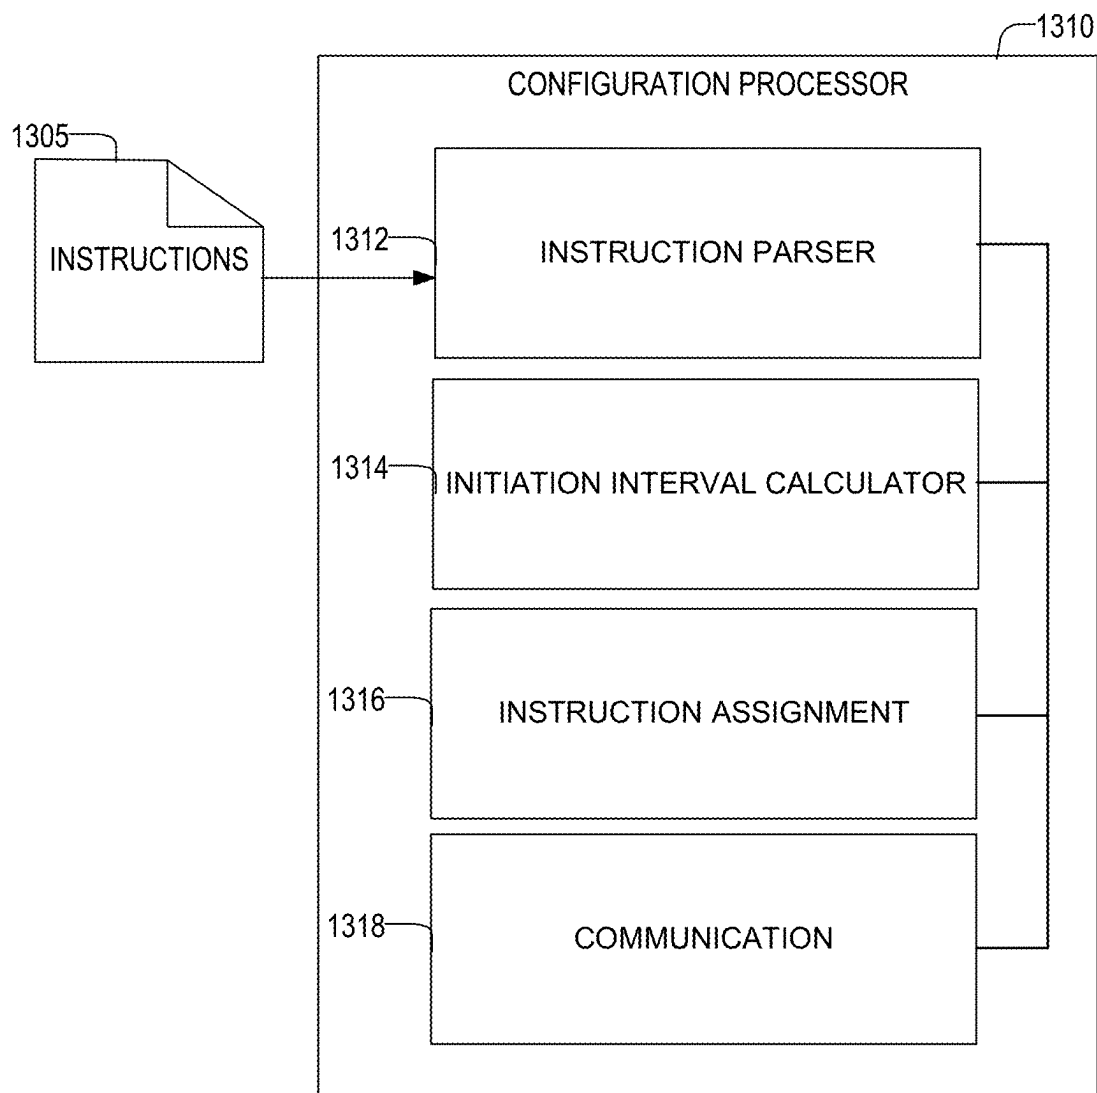 1310
CONFIGURATION PROCESSOR
1305
INSTRUCTIONS
1312
INSTRUCTION PARSER
1314
INITIATION INTERVAL CALCULATOR
1316
INSTRUCTION ASSIGNMENT
1318
COMMUNICATION